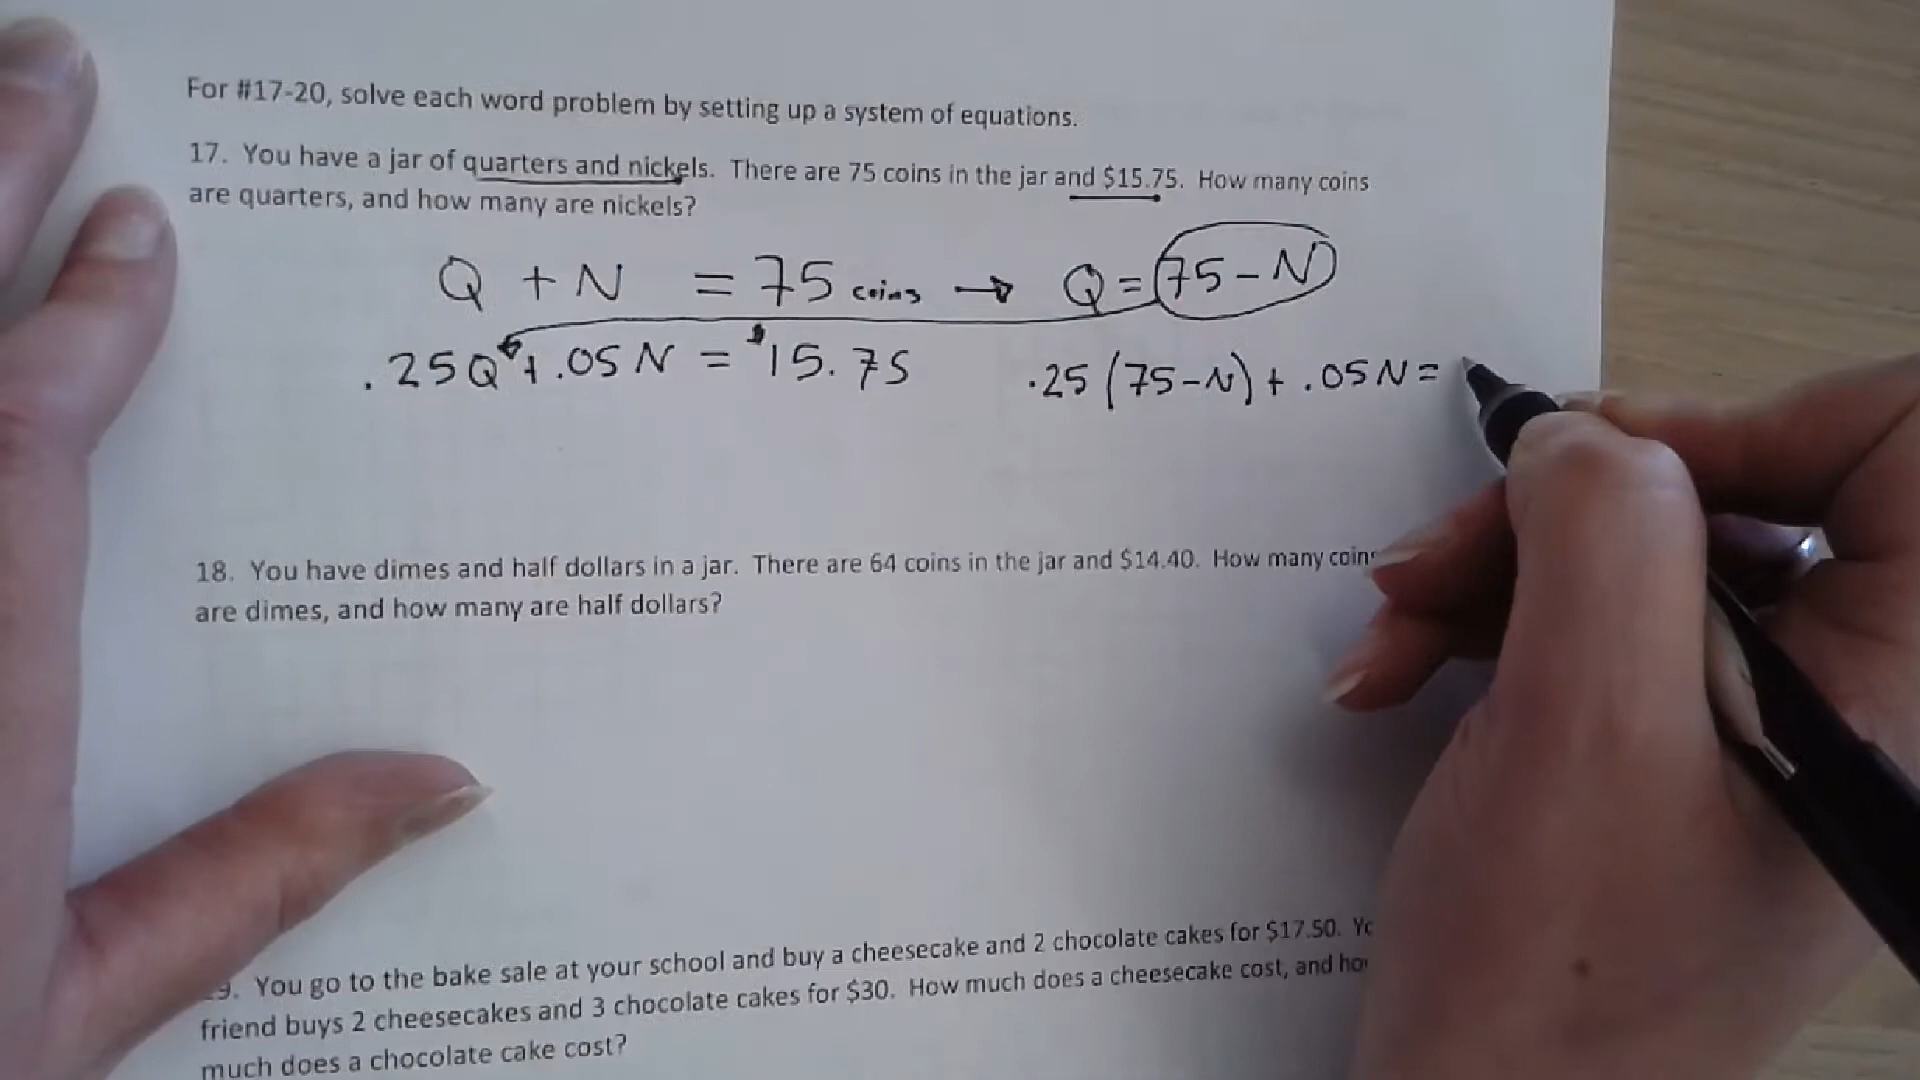 For #17-20, solve each word problem by setting up a system of equations.
17. You have a jar of quarters and nickels. There are 75 coins in the jar and $15.75. How many coins
are quarters, and how many are nickels?
Q + N = 75 coins → Q = 75 - N
.25Q + .05N = $15.75 .25(75-N) + .05N =
18. You have dimes and half dollars in a jar. There are 64 coins in the jar and $14.40. How many coins
are dimes, and how many are half dollars?
9. You go to the bake sale at your school and buy a cheesecake and 2 chocolate cakes for $17.50.
friend buys 2 cheesecakes and 3 chocolate cakes for $30. How much does a cheesecake cost, and
much does a chocolate cake cost?